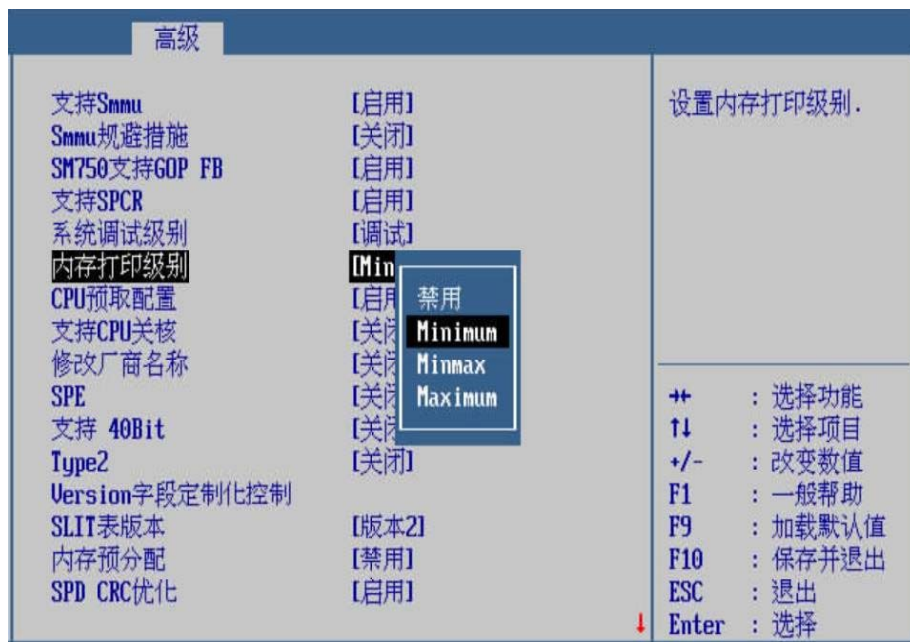 高级
支持Smmu [启用]
Smmu规避措施 [关闭]
SM750支持GOP FB [启用]
支持SPCR [启用]
系统调试级别 [调试]
内存打印级别 [Min
CPU预取配置 [启用
支持CPU关核 [关闭
修改厂商名称 [关闭
SPE [关闭
支持 40Bit [关闭
Type2 [关闭]
Version字段定制化控制
SLIT表版本 [版本2]
内存预分配 [禁用]
SPD CRC优化 [启用]
禁用
Minimum
Minmax
Maximum
设置内存打印级别.
→← : 选择功能
↑↓ : 选择项目
+/- : 改变数值
F1 : 一般帮助
F9 : 加载默认值
F10 : 保存并退出
ESC : 退出
Enter : 选择